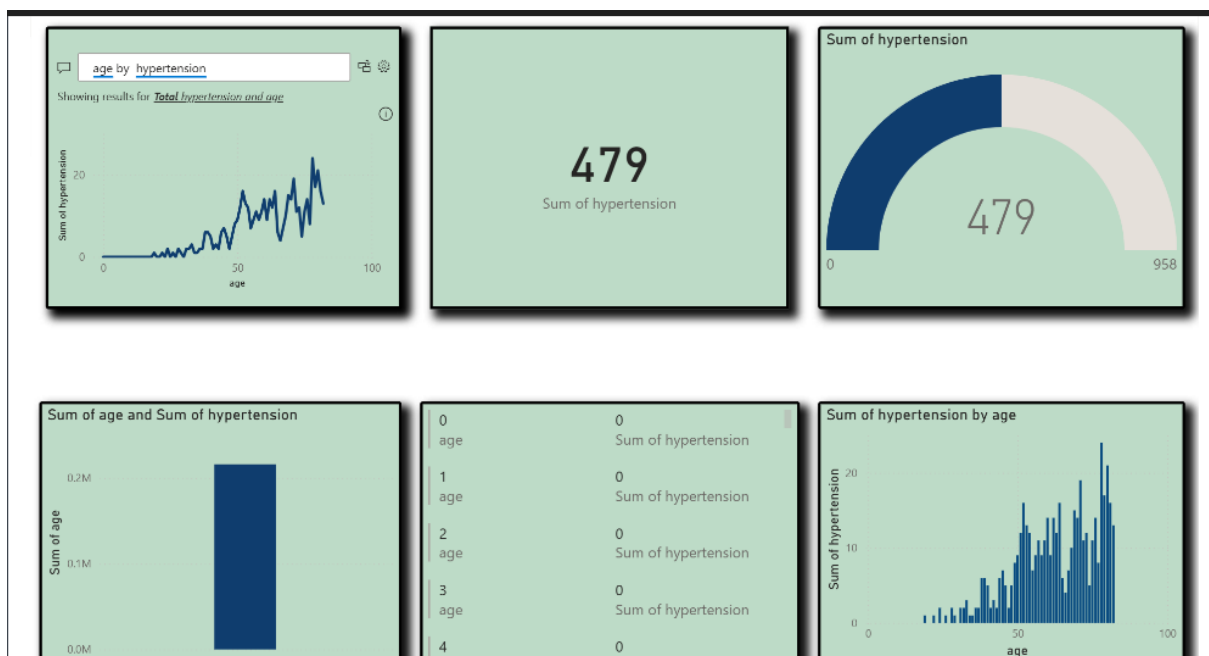 age by hypertension
Showing results for Total hypertension and age
Sum of hypertension
20
0
0
50
100
age
479
Sum of hypertension
Sum of hypertension
479
0
958
Sum of age and Sum of hypertension
Sum of age
0.2M
0.1M
0.0M
0
0
age
Sum of hypertension
1
0
age
Sum of hypertension
2
0
age
Sum of hypertension
3
0
age
Sum of hypertension
4
0
Sum of hypertension by age
Sum of hypertension
20
10
0
0
50
100
age